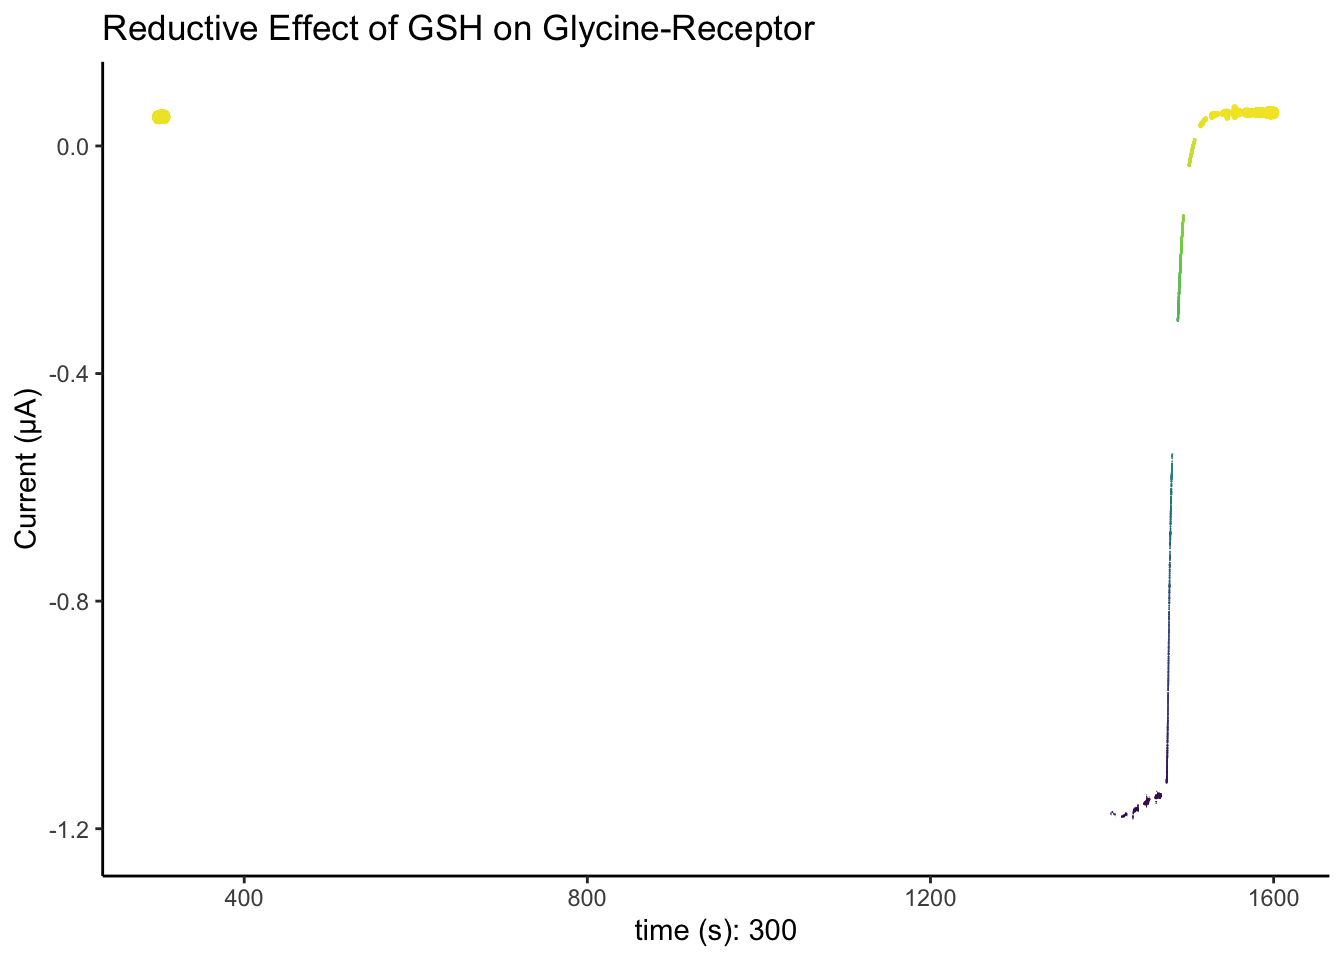 Reductive Effect of GSH on Glycine-Receptor
0.0
-0.4
-0.8
-1.2
Current (µA)
400 800 1200 1600
time (s): 300